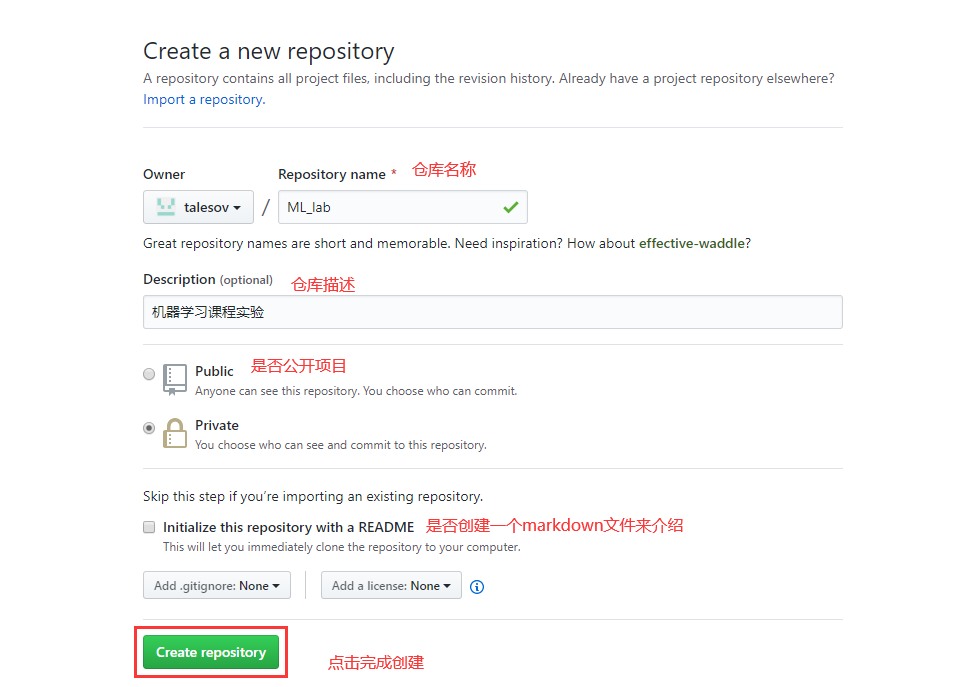 Create a new repository
A repository contains all project files, including the revision history. Already have a project repository elsewhere?
Import a repository.
Owner
Repository name * 仓库名称
talesov / ML_lab
Great repository names are short and memorable. Need inspiration? How about effective-waddle?
Description (optional) 仓库描述
机器学习课程实验
Public 是否公开项目
Anyone can see this repository. You choose who can commit.
Private
You choose who can see and commit to this repository.
Skip this step if you're importing an existing repository.
Initialize this repository with a README 是否创建一个markdown文件来介绍
This will let you immediately clone the repository to your computer.
Add .gitignore: None Add a license: None
Create repository 点击完成创建